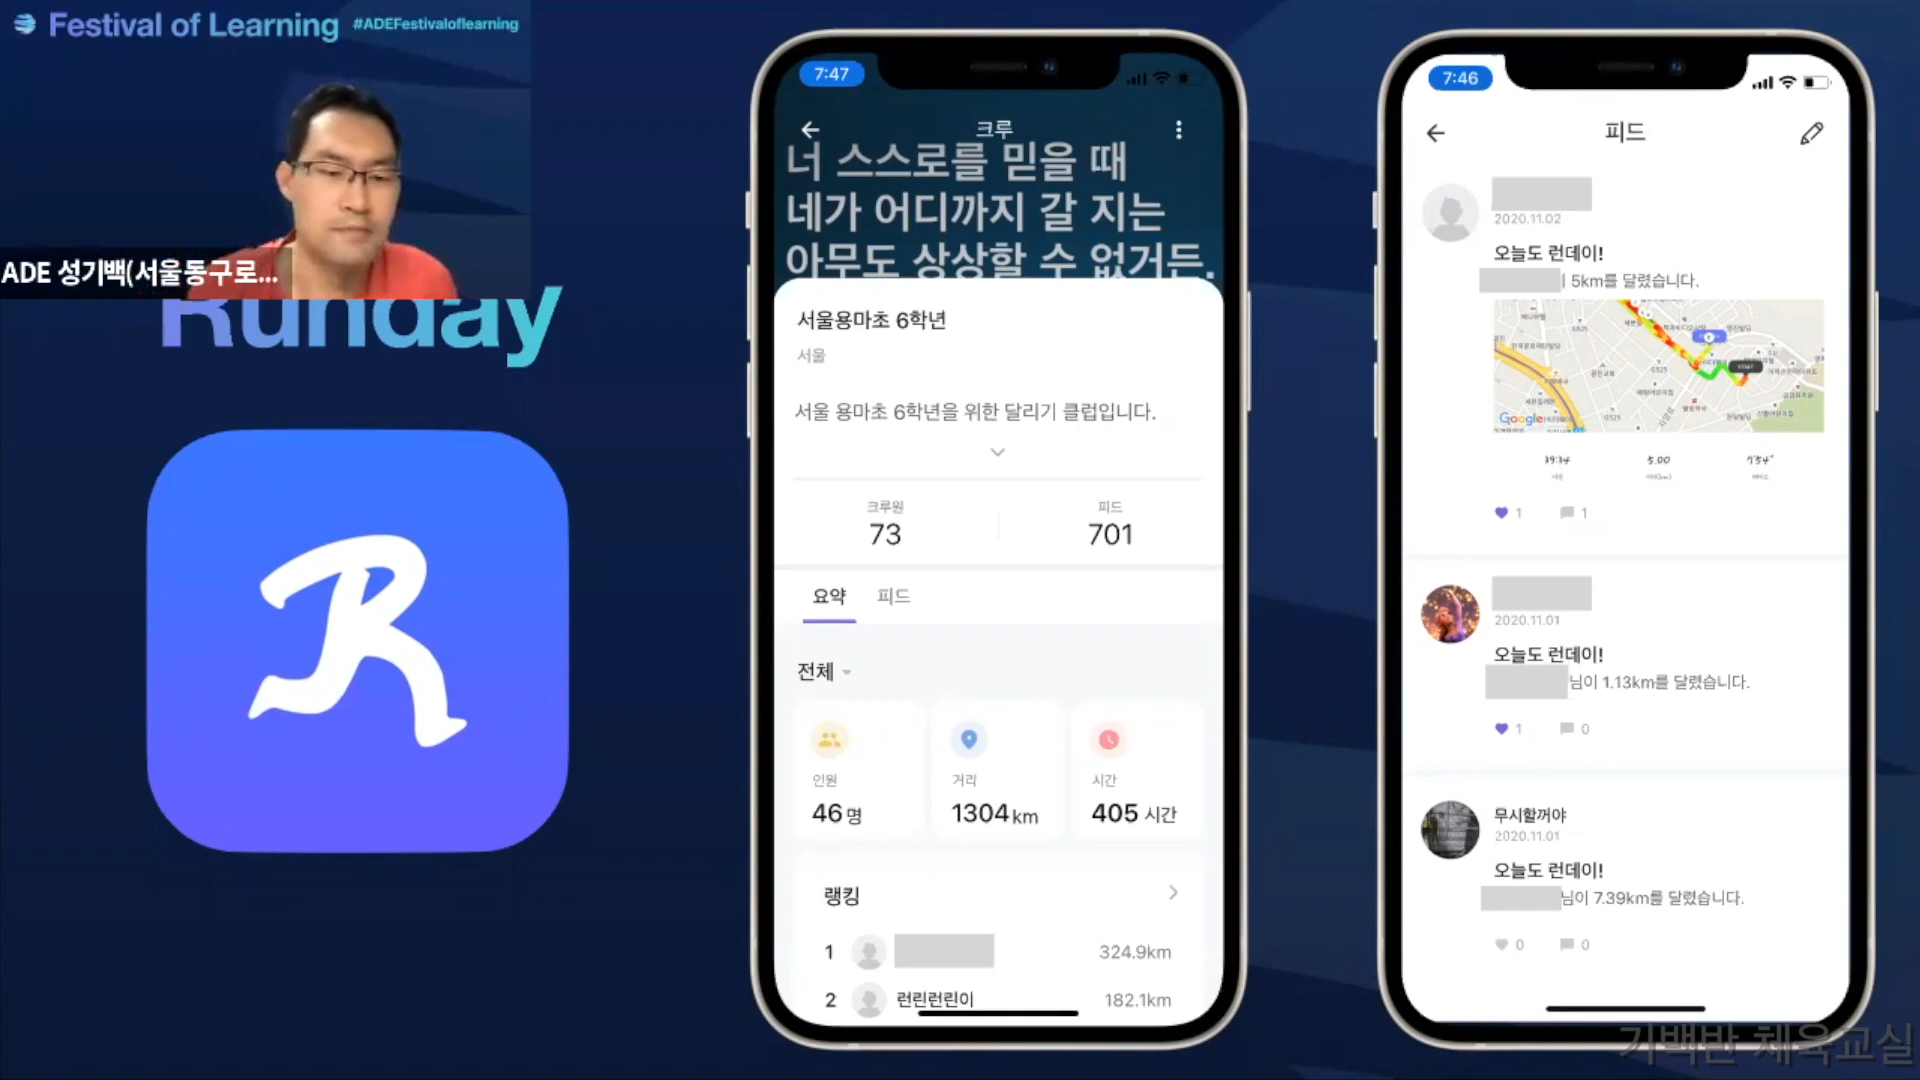 Festival of Learning #ADEFestivaloflearning
ADE 성기백(서울동구로...
Runday
7:47
크루
너 스스로를 믿을 때
네가 어디까지 갈 지는
아무도 상상할 수 없거든.
서울용마초 6학년
서울
서울 용마초 6학년을 위한 달리기 클럽입니다.
크루원
73
피드
701
요약
피드
전체
인원
46 명
거리
1304 km
시간
405 시간
랭킹
1
324.9km
2
런린런린이
182.1km
7:46
피드
2020.11.02
오늘도 런데이!
5km를 달렸습니다.
Google
39:34
5.00
7'54"
1
1
2020.11.01
오늘도 런데이!
님이 1.13km를 달렸습니다.
1
0
무시할꺼야
2020.11.01
오늘도 런데이!
님이 7.39km를 달렸습니다.
0
0
기백반 체육교실